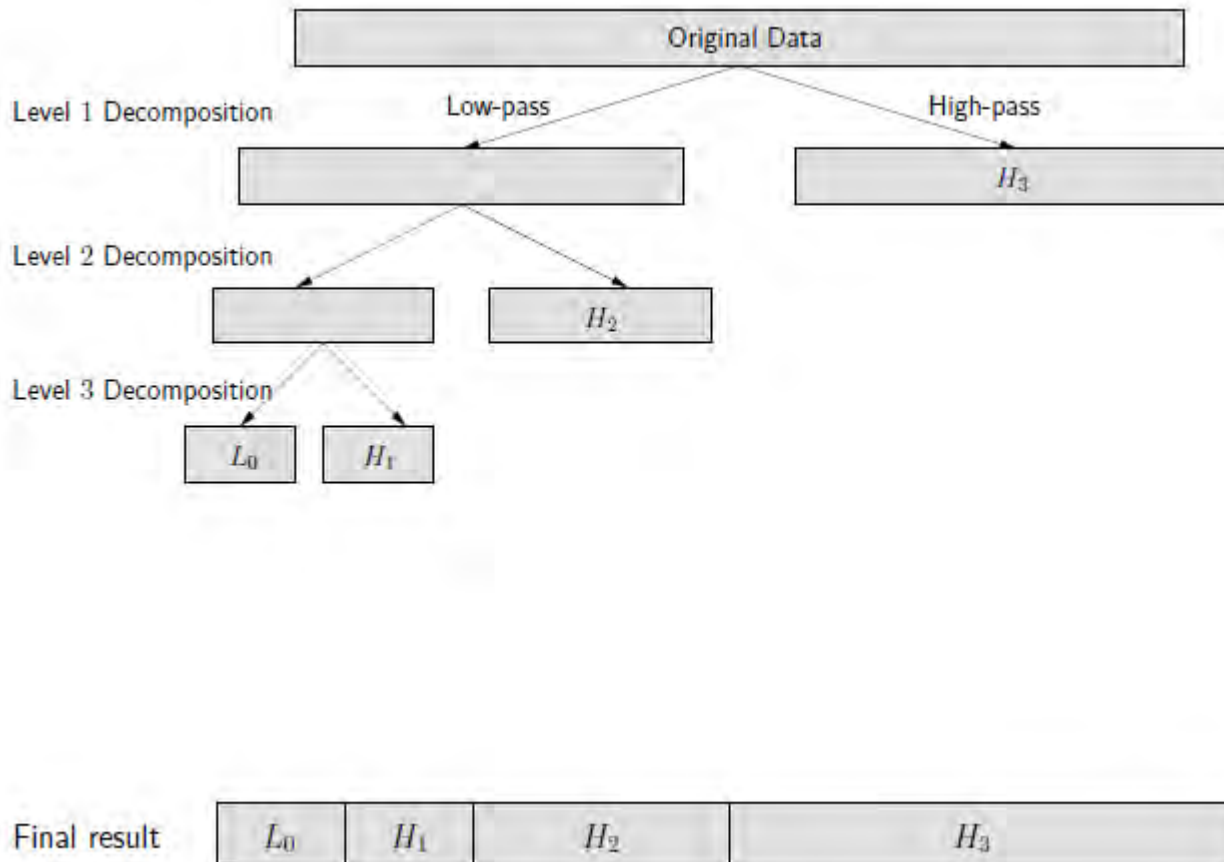 Original Data
Level 1 Decomposition
Low-pass
High-pass
H₃
Level 2 Decomposition
H₂
Level 3 Decomposition
L₀
H₁
Final result
L₀
H₁
H₂
H₃